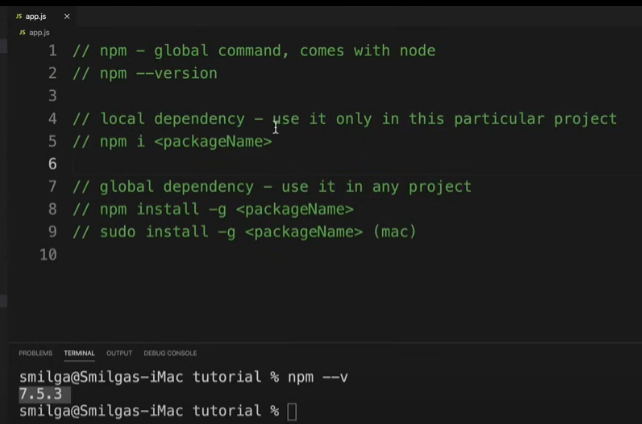 JS app.js ×
JS app.js
1 // npm - global command, comes with node
2 // npm --version
3
4 // local dependency - use it only in this particular project
5 // npm i <packageName>
6
7 // global dependency - use it in any project
8 // npm install -g <packageName>
9 // sudo install -g <packageName> (mac)
10
PROBLEMS TERMINAL OUTPUT DEBUG CONSOLE
smilga@Smilgas-iMac tutorial % npm --v
7.5.3
smilga@Smilgas-iMac tutorial %